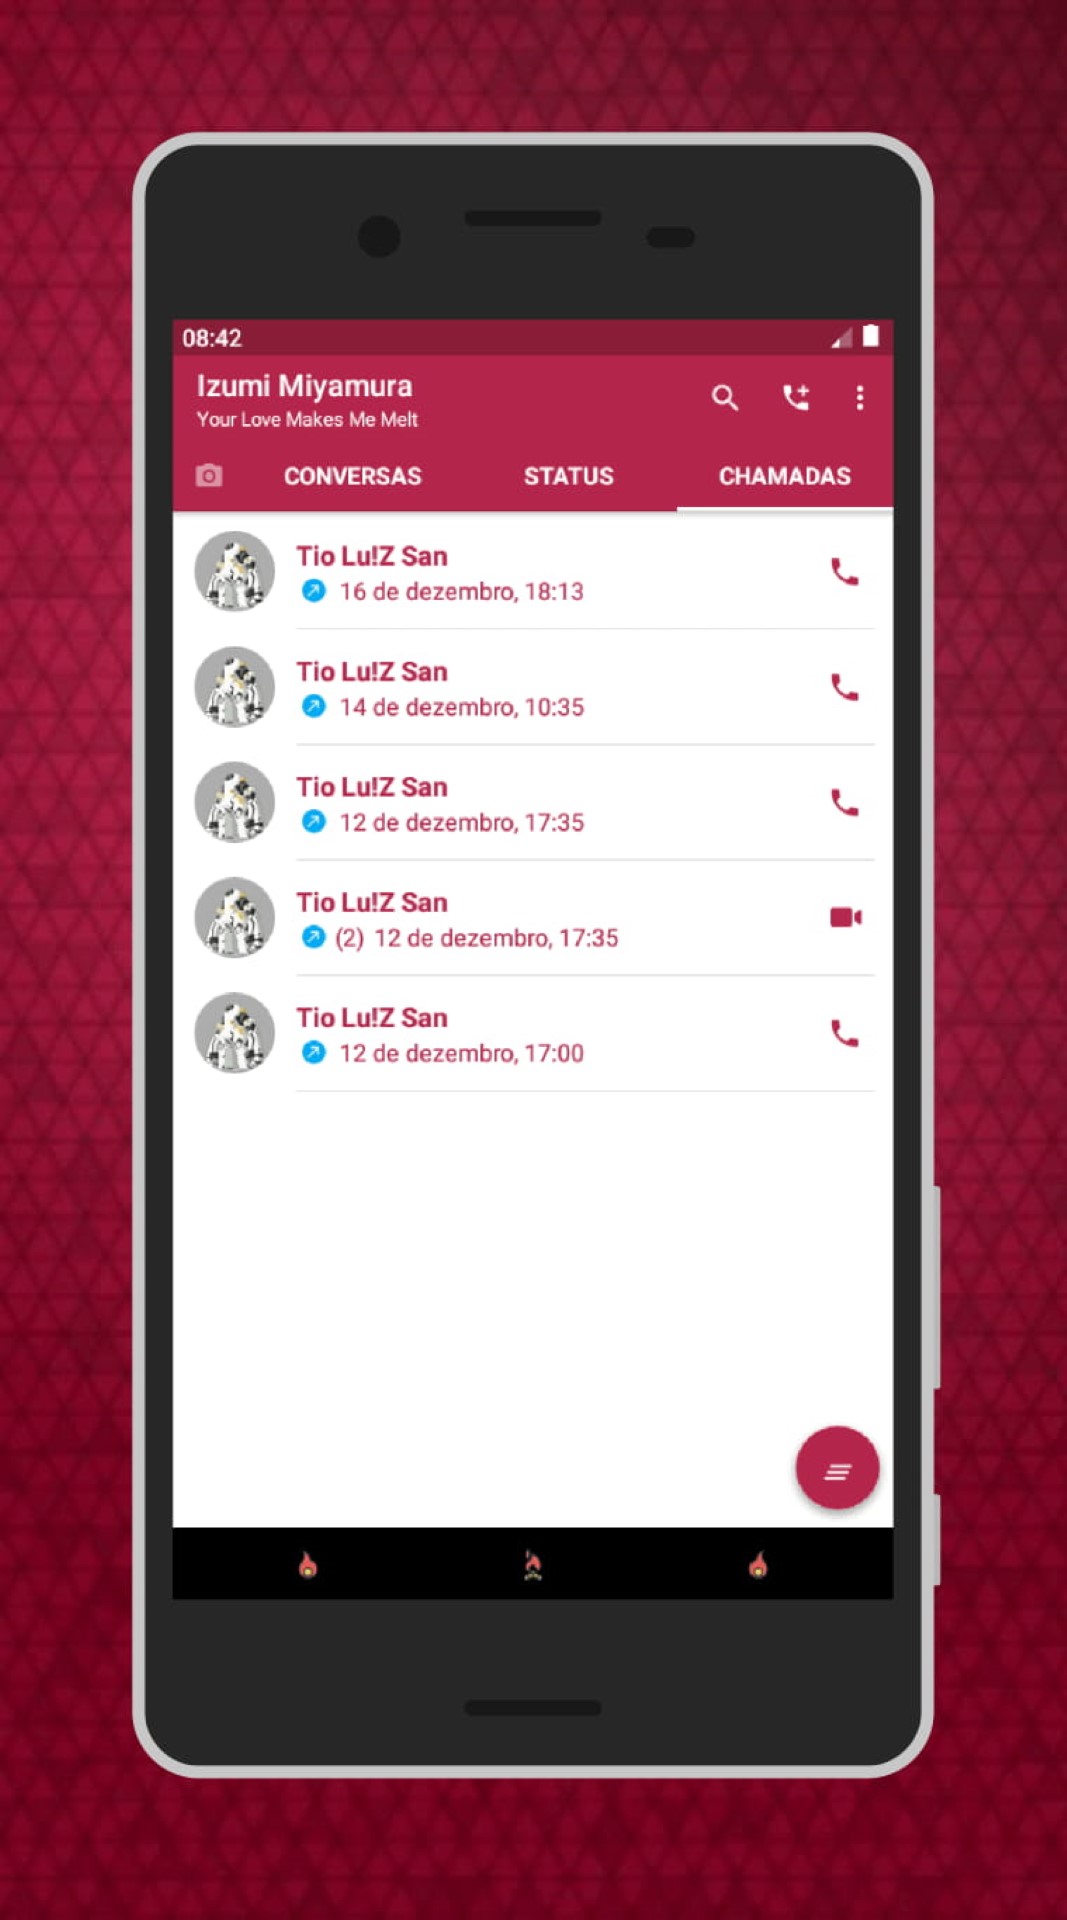 08:42
Izumi Miyamura
Your Love Makes Me Melt
CONVERSAS STATUS CHAMADAS
Tio Lu!Z San
16 de dezembro, 18:13
Tio Lu!Z San
14 de dezembro, 10:35
Tio Lu!Z San
12 de dezembro, 17:35
Tio Lu!Z San
(2) 12 de dezembro, 17:35
Tio Lu!Z San
12 de dezembro, 17:00